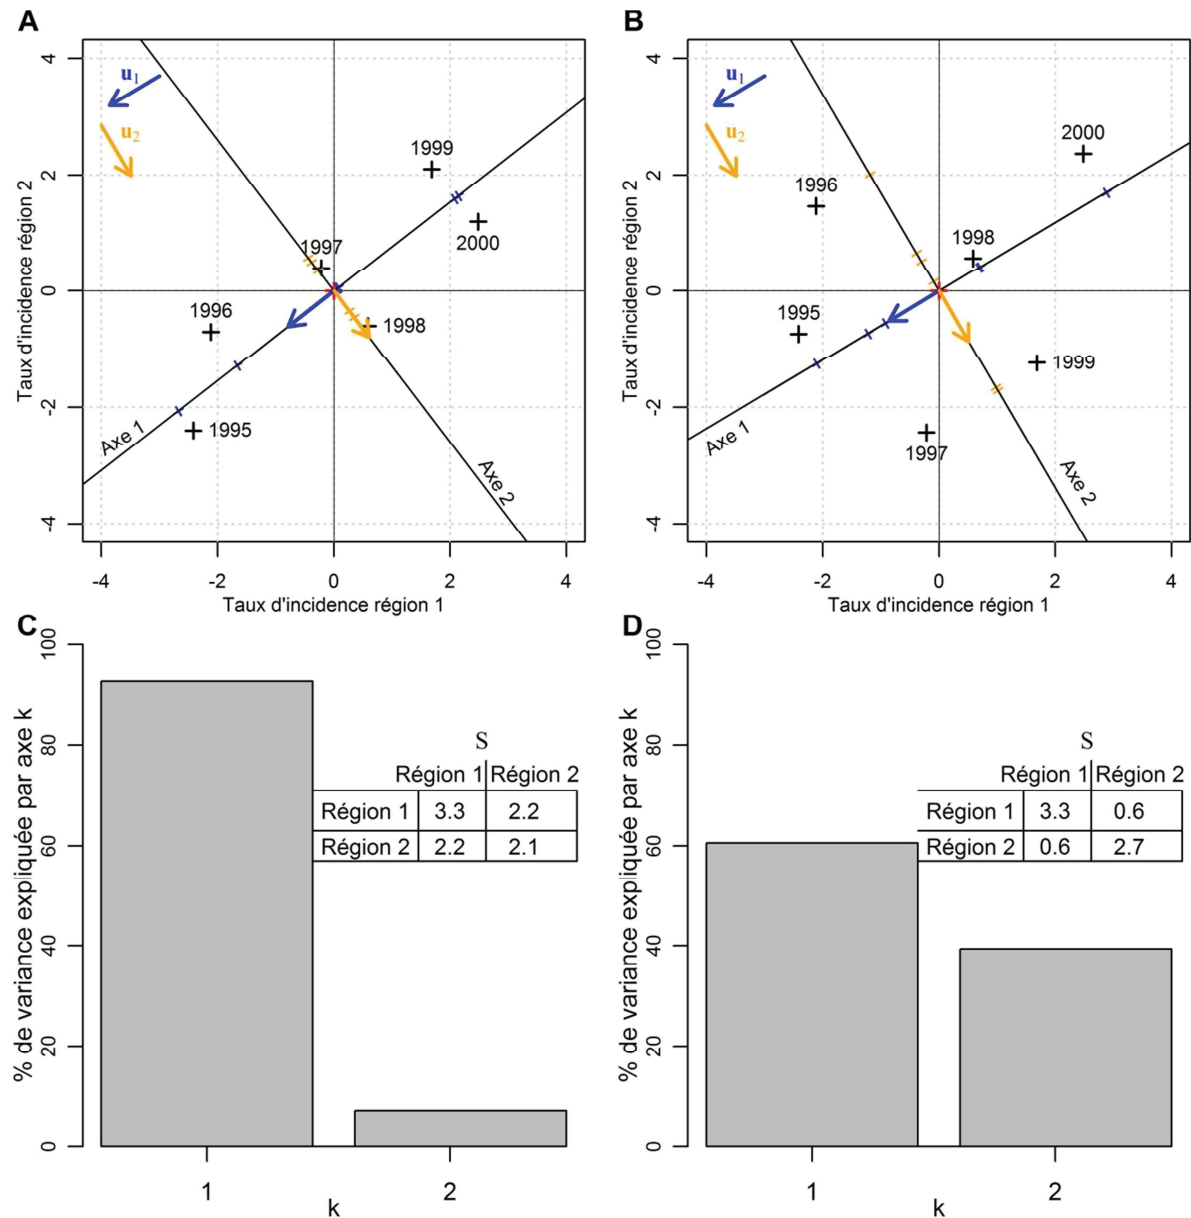 A
u1
u2
4
2
0
-2
-4
Taux d'incidence région 2
1999
2000
1997
1996
1998
1995
Axe 1
Axe 2
-4 -2 0 2 4
Taux d'incidence région 1
B
u1
u2
4
2
0
-2
-4
Taux d'incidence région 2
2000
1996
1998
1995
1999
1997
Axe 1
Axe 2
-4 -2 0 2 4
Taux d'incidence région 1
C
100
80
60
40
20
0
% de variance expliquée par axe k
S
Région 1 Région 2
Région 1 3.3 2.2
Région 2 2.2 2.1
1 2
k
D
100
80
60
40
20
0
% de variance expliquée par axe k
S
Région 1 Région 2
Région 1 3.3 0.6
Région 2 0.6 2.7
1 2
k